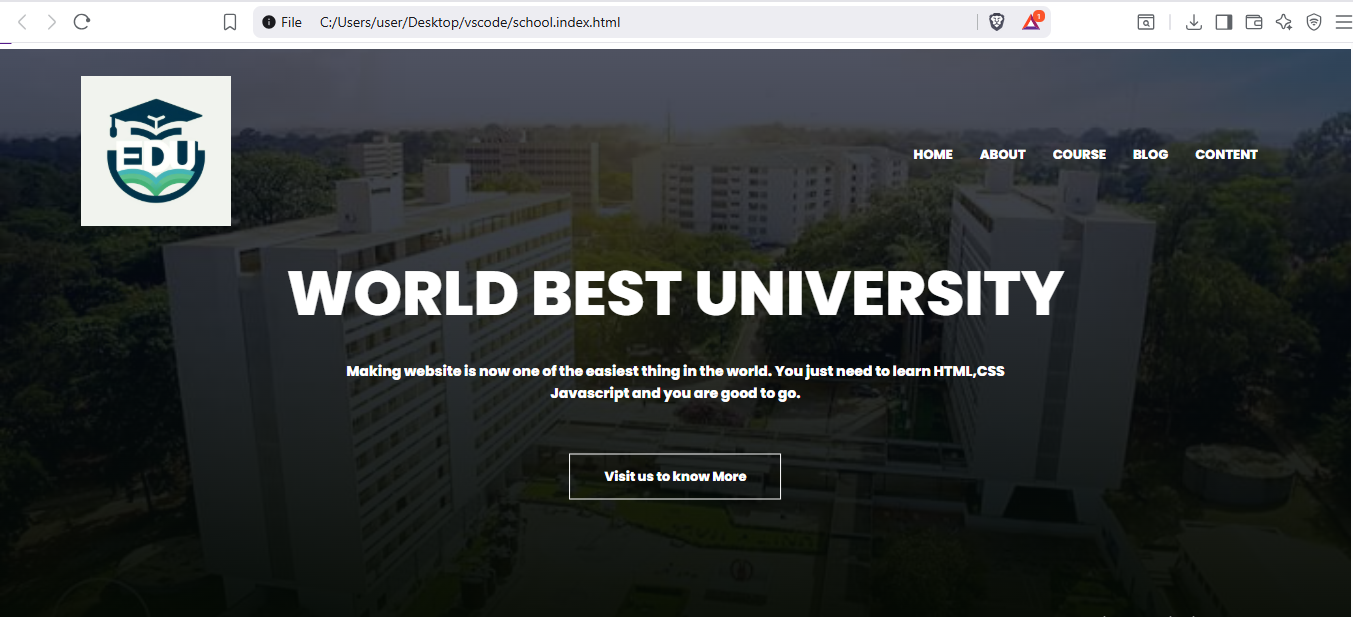 File C:/Users/user/Desktop/vscode/school.index.html
1
EDU
HOME ABOUT COURSE BLOG CONTENT
WORLD BEST UNIVERSITY
Making website is now one of the easiest thing in the world. You just need to learn HTML,CSS
Javascript and you are good to go.
Visit us to know More